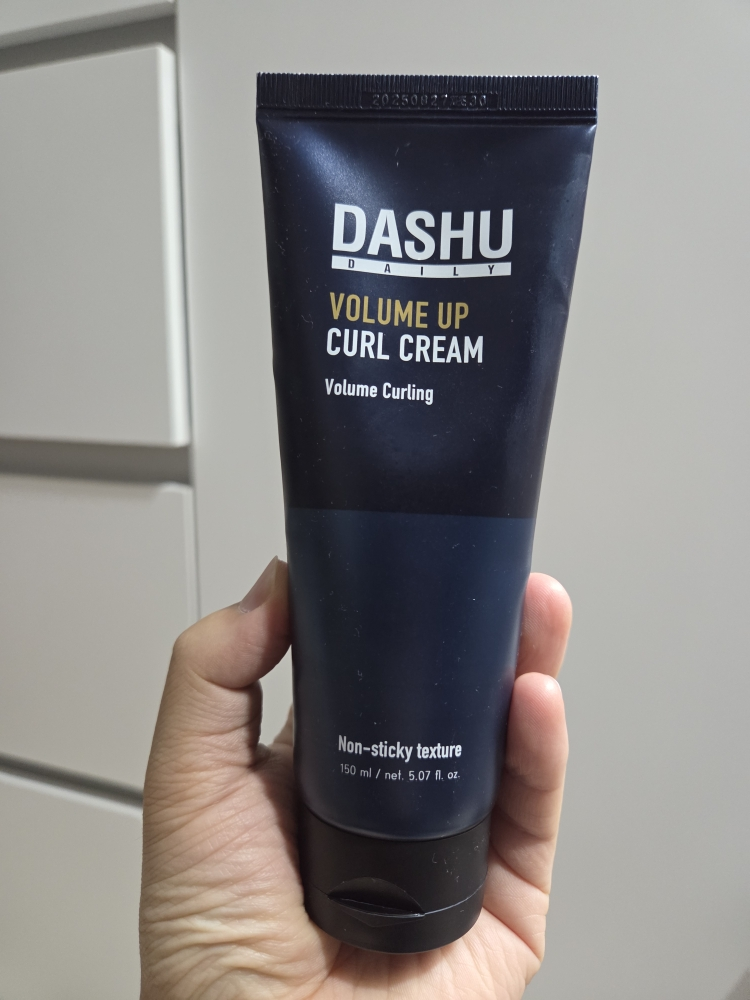 DASHU
DAILY
VOLUME UP
CURL CREAM
Volume Curling
Non-sticky texture
150 ml / net. 5.07 fl. oz.